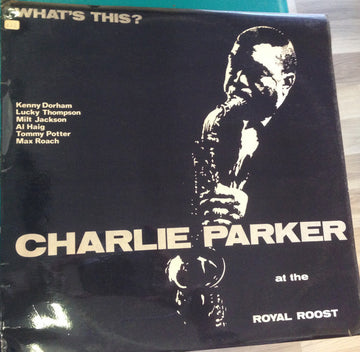 "WHAT'S THIS?
Kenny Dorham
Lucky Thompson
Milt Jackson
Al Haig
Tommy Potter
Max Roach
CHARLIE PARKER
at the
ROYAL ROOST